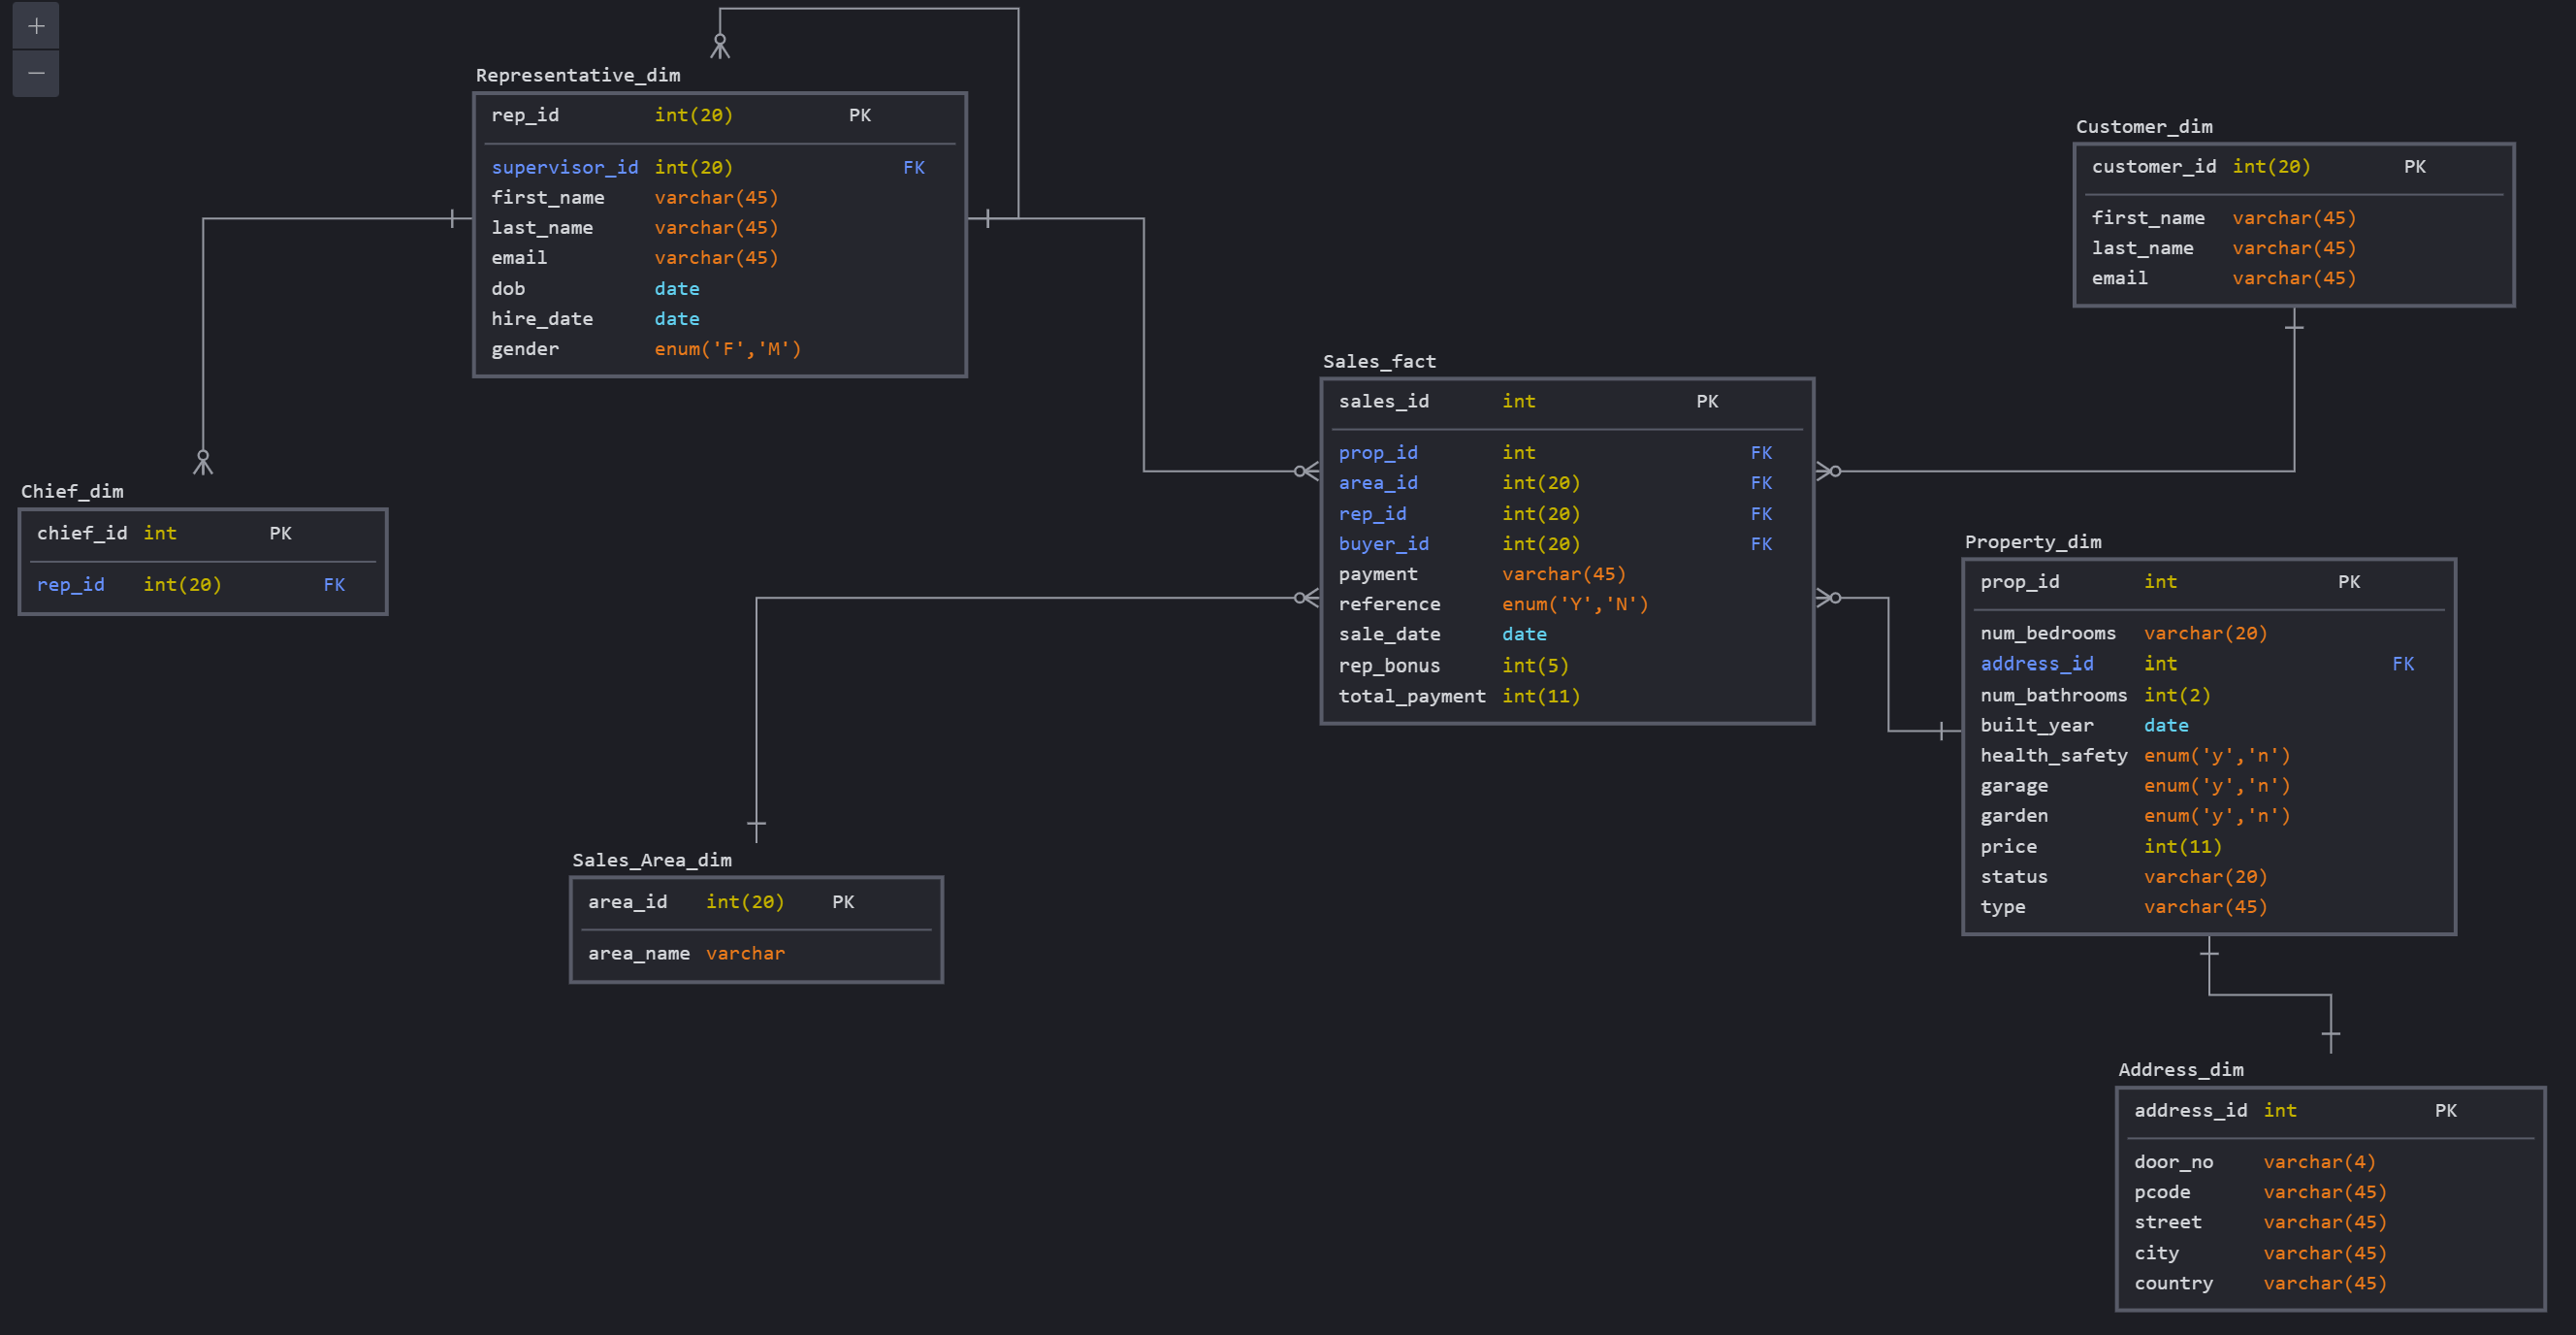 +
−
Representative_dim
rep_id int(20) PK
supervisor_id int(20) FK
first_name varchar(45)
last_name varchar(45)
email varchar(45)
dob date
hire_date date
gender enum('F','M')
Customer_dim
customer_id int(20) PK
first_name varchar(45)
last_name varchar(45)
email varchar(45)
Sales_fact
sales_id int PK
prop_id int FK
area_id int(20) FK
rep_id int(20) FK
buyer_id int(20) FK
payment varchar(45)
reference enum('Y','N')
sale_date date
rep_bonus int(5)
total_payment int(11)
Chief_dim
chief_id int PK
rep_id int(20) FK
Property_dim
prop_id int PK
num_bedrooms varchar(20)
address_id int FK
num_bathrooms int(2)
built_year date
health_safety enum('y','n')
garage enum('y','n')
garden enum('y','n')
price int(11)
status varchar(20)
type varchar(45)
Sales_Area_dim
area_id int(20) PK
area_name varchar
Address_dim
address_id int PK
door_no varchar(4)
pcode varchar(45)
street varchar(45)
city varchar(45)
country varchar(45)